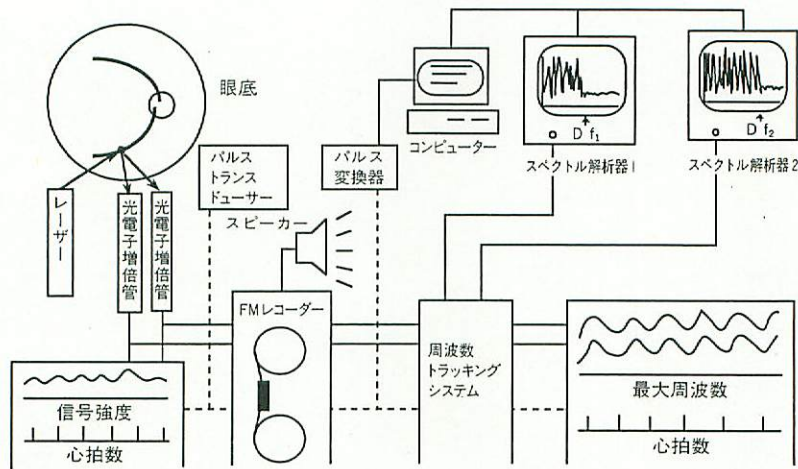 眼底
レーザー
光電子増倍管
光電子増倍管
パルス
トランス
デューサー
パルス
変換器
コンピューター
D f₁
スペクトル解析器1
D f₂
スペクトル解析器2
スピーカー
FMレコーダー
周波数
トラッキング
システム
信号強度
心拍数
最大周波数
心拍数